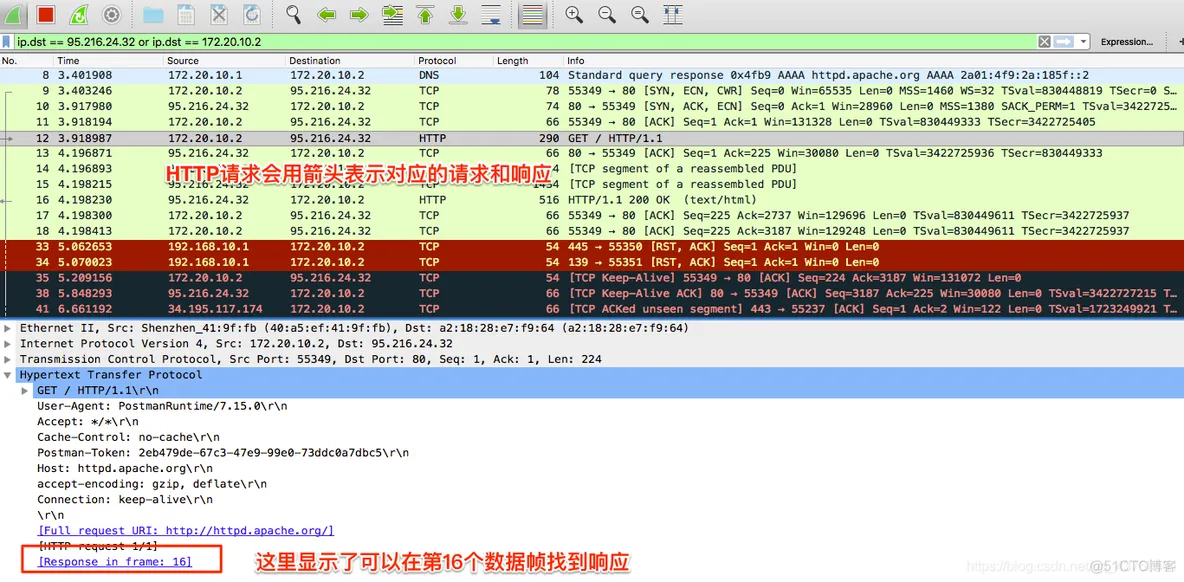 ip.dst == 95.216.24.32 or ip.dst == 172.20.10.2 Expression...
No. Time Source Destination Protocol Length Info
8 3.401908 172.20.10.1 172.20.10.2 DNS 104 Standard query response 0x4fb9 AAAA httpd.apache.org AAAA 2a01:4f9:2a:185f::2
9 3.403246 172.20.10.2 95.216.24.32 TCP 78 55349 → 80 [SYN, ECN, CWR] Seq=0 Win=65535 Len=0 MSS=1460 WS=32 TSval=830448819 TSecr=0 S…
10 3.917980 95.216.24.32 172.20.10.2 TCP 74 80 → 55349 [SYN, ACK, ECN] Seq=0 Ack=1 Win=28960 Len=0 MSS=1380 SACK_PERM=1 TSval=3422725…
11 3.918194 172.20.10.2 95.216.24.32 TCP 66 55349 → 80 [ACK] Seq=1 Ack=1 Win=131328 Len=0 TSval=830449333 TSecr=3422725405
12 3.918987 172.20.10.2 95.216.24.32 HTTP 290 GET / HTTP/1.1
13 4.196871 95.216.24.32 172.20.10.2 TCP 66 80 → 55349 [ACK] Seq=1 Ack=225 Win=30080 Len=0 TSval=3422725936 TSecr=830449333
HTTP请求会用箭头表示对应的请求和响应
14 4.196893 [TCP segment of a reassembled PDU]
15 4.198215 95.216.24.32 172.20.10.2 TCP 1434 [TCP segment of a reassembled PDU]
16 4.198230 95.216.24.32 172.20.10.2 HTTP 516 HTTP/1.1 200 OK (text/html)
17 4.198300 172.20.10.2 95.216.24.32 TCP 66 55349 → 80 [ACK] Seq=225 Ack=2737 Win=129696 Len=0 TSval=830449611 TSecr=3422725937
18 4.198413 172.20.10.2 95.216.24.32 TCP 66 55349 → 80 [ACK] Seq=225 Ack=3187 Win=129248 Len=0 TSval=830449611 TSecr=3422725937
33 5.062653 192.168.10.1 172.20.10.2 TCP 54 445 → 55350 [RST, ACK] Seq=1 Ack=1 Win=0 Len=0
34 5.070023 192.168.10.1 172.20.10.2 TCP 54 139 → 55351 [RST, ACK] Seq=1 Ack=1 Win=0 Len=0
35 5.209156 172.20.10.2 95.216.24.32 TCP 54 [TCP Keep-Alive] 55349 → 80 [ACK] Seq=224 Ack=3187 Win=131072 Len=0
38 5.848293 95.216.24.32 172.20.10.2 TCP 66 [TCP Keep-Alive ACK] 80 → 55349 [ACK] Seq=3187 Ack=225 Win=30080 Len=0 TSval=3422727215 T…
41 6.661192 34.195.117.174 172.20.10.2 TCP 66 [TCP ACKed unseen segment] 443 → 55237 [ACK] Seq=1 Ack=2 Win=122 Len=0 TSval=1723249921 T…
Ethernet II, Src: Shenzhen_41:9f:fb (40:a5:ef:41:9f:fb), Dst: a2:18:28:e7:f9:64 (a2:18:28:e7:f9:64)
Internet Protocol Version 4, Src: 172.20.10.2, Dst: 95.216.24.32
Transmission Control Protocol, Src Port: 55349, Dst Port: 80, Seq: 1, Ack: 1, Len: 224
Hypertext Transfer Protocol
GET / HTTP/1.1\r\n
User-Agent: PostmanRuntime/7.15.0\r\n
Accept: */*\r\n
Cache-Control: no-cache\r\n
Postman-Token: 2eb479de-67c3-47e9-99e0-73ddc0a7dbc5\r\n
Host: httpd.apache.org\r\n
accept-encoding: gzip, deflate\r\n
Connection: keep-alive\r\n
\r\n
[Full request URI: http://httpd.apache.org/]
[HTTP request 1/1]
[Response in frame: 16]
这里显示了可以在第16个数据帧找到响应
https://blog.csdn.net @51CTO博客